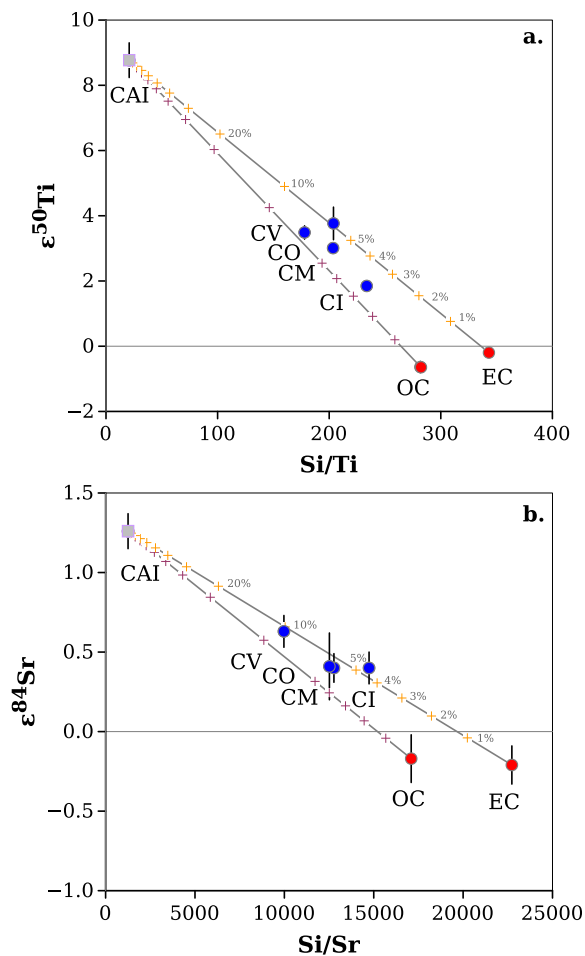 10
a.
8
CAI
20%
6
10%
4
CV
CO
5%
4%
CM
3%
2
CI
2%
1%
0
OC
EC
−2
0
100
200
300
400
ε⁵⁰Ti
Si/Ti
1.5
b.
CAI
1.0
20%
10%
0.5
CV
CO
5%
CM
CI
4%
3%
2%
0.0
1%
OC
EC
−0.5
−1.0
0
5000
10000
15000
20000
25000
ε⁸⁴Sr
Si/Sr